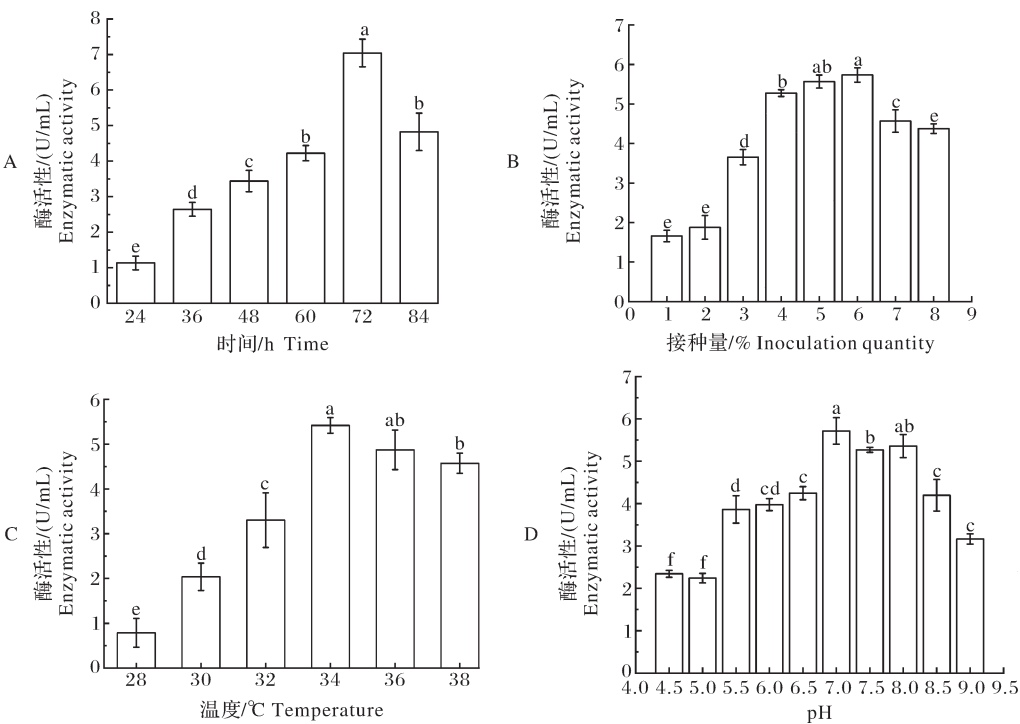 A
酶活性/(U/mL)
Enzymatic activity
8
7
6
5
4
3
2
1
0
e
d
c
b
a
b
24 36 48 60 72 84
时间/h Time
B
酶活性/(U/mL)
Enzymatic activity
7
6
5
4
3
2
1
0
e
e
d
b
ab
a
c
e
0 1 2 3 4 5 6 7 8 9
接种量/% Inoculation quantity
C
酶活性/(U/mL)
Enzymatic activity
6
5
4
3
2
1
0
e
d
c
a
ab
b
28 30 32 34 36 38
温度/℃ Temperature
D
酶活性/(U/mL)
Enzymatic activity
7
6
5
4
3
2
1
0
f
f
d
cd
c
a
b
ab
c
c
4.0 4.5 5.0 5.5 6.0 6.5 7.0 7.5 8.0 8.5 9.0 9.5
pH